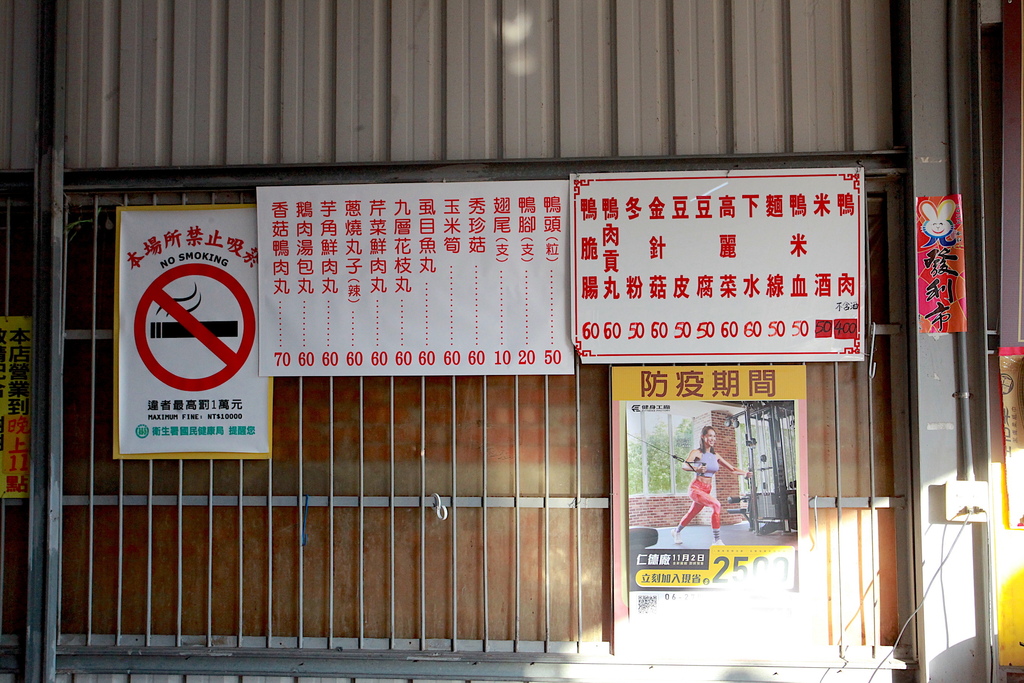 本店營業到晚上11點
本場所禁止吸菸
NO SMOKING
違者最高罰1萬元
MAXIMUM FINE: NT$10000
衛生署國民健康局 提醒您
鴨頭(粒) 50
鴨腳(支) 20
翅尾(支) 10
秀珍菇 60
玉米筍 60
虱目魚丸 60
九層花枝丸 60
芹菜鮮肉丸 60
蔥燒丸子(辣) 60
芋角鮮肉丸 60
鵝肉湯包丸 60
香菇鴨肉丸 70
鴨肉 不含酒 400
米酒 50
鴨米血 50
麵線 50
下水 60
高麗菜 60
豆腐 50
豆皮 50
金針菇 60
冬粉 50
鴨肉貢丸 60
鴨脆腸 60
防疫期間
健身工廠
仁德廠 11月2日
立刻加入現省
2500
發利市